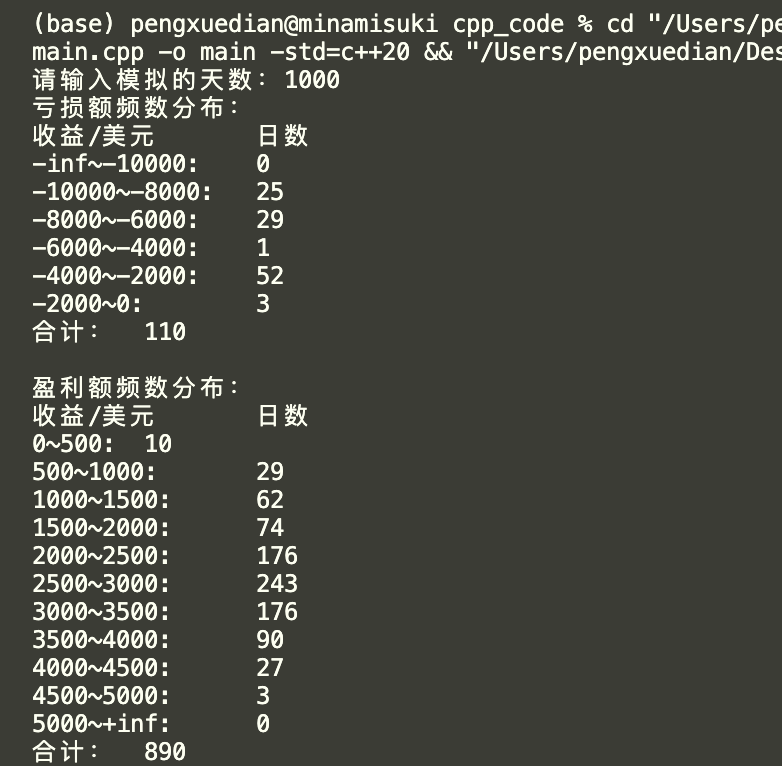 (base) pengxuedian@minamisuki cpp_code % cd "/Users/pe
main.cpp -o main -std=c++20 && "/Users/pengxuedian/Des
请输入模拟的天数：1000
亏损额频数分布：
收益/美元 日数
-inf~-10000: 0
-10000~-8000: 25
-8000~-6000: 29
-6000~-4000: 1
-4000~-2000: 52
-2000~0: 3
合计： 110
盈利额频数分布：
收益/美元 日数
0~500: 10
500~1000: 29
1000~1500: 62
1500~2000: 74
2000~2500: 176
2500~3000: 243
3000~3500: 176
3500~4000: 90
4000~4500: 27
4500~5000: 3
5000~+inf: 0
合计： 890